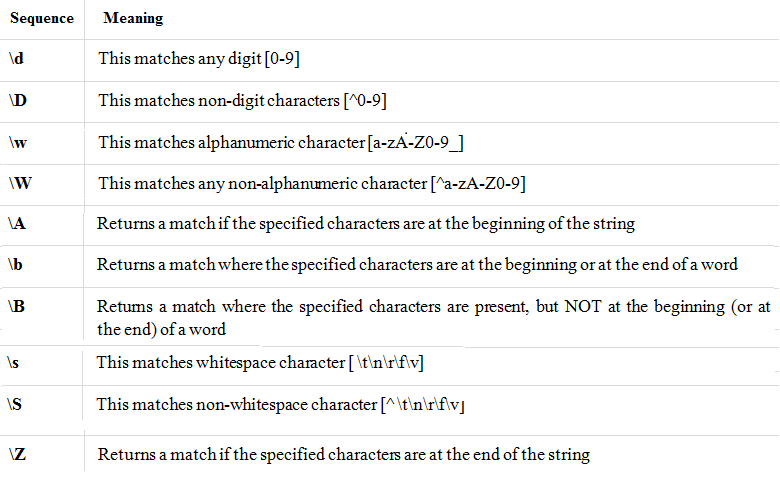 Sequence Meaning
\d This matches any digit [0-9]
\D This matches non-digit characters [^0-9]
\w This matches alphanumeric character [a-zA-Z0-9_]
\W This matches any non-alphanumeric character [^a-zA-Z0-9]
\A Returns a match if the specified characters are at the beginning of the string
\b Returns a match where the specified characters are at the beginning or at the end of a word
\B Returns a match where the specified characters are present, but NOT at the beginning (or at
the end) of a word
\s This matches whitespace character [ \t\n\r\f\v]
\S This matches non-whitespace character [^ \t\n\r\f\v]
\Z Returns a match if the specified characters are at the end of the string